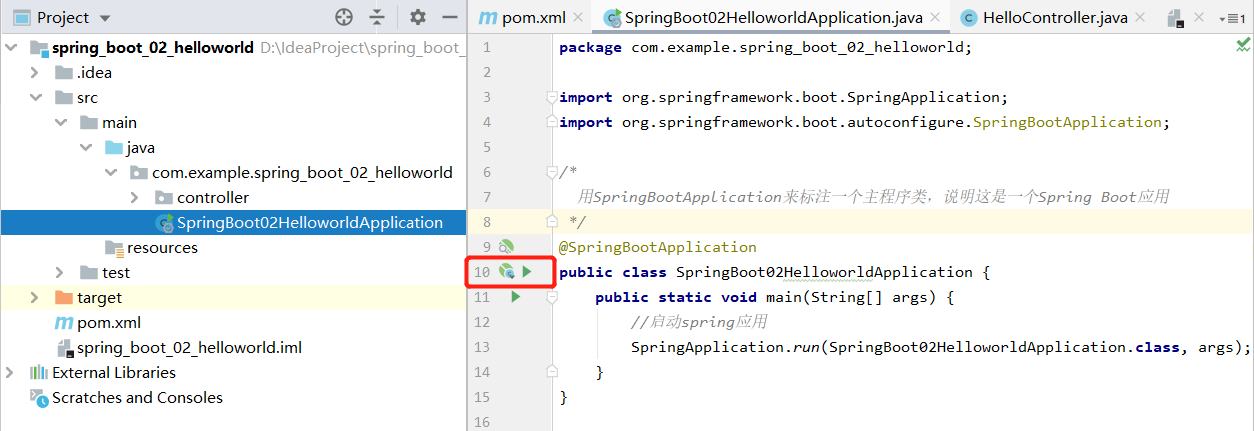 Project
spring_boot_02_helloworld D:\IdeaProject\spring_boot_
.idea
src
main
java
com.example.spring_boot_02_helloworld
controller
SpringBoot02HelloworldApplication
resources
test
target
pom.xml
spring_boot_02_helloworld.iml
External Libraries
Scratches and Consoles
pom.xml SpringBoot02HelloworldApplication.java HelloController.java 1
1 package com.example.spring_boot_02_helloworld;
2
3 import org.springframework.boot.SpringApplication;
4 import org.springframework.boot.autoconfigure.SpringBootApplication;
5
6 /*
7 用SpringBootApplication来标注一个主程序类，说明这是一个Spring Boot应用
8 */
9 @SpringBootApplication
10 public class SpringBoot02HelloworldApplication {
11 public static void main(String[] args) {
12 //启动spring应用
13 SpringApplication.run(SpringBoot02HelloworldApplication.class, args);
14 }
15 }
16